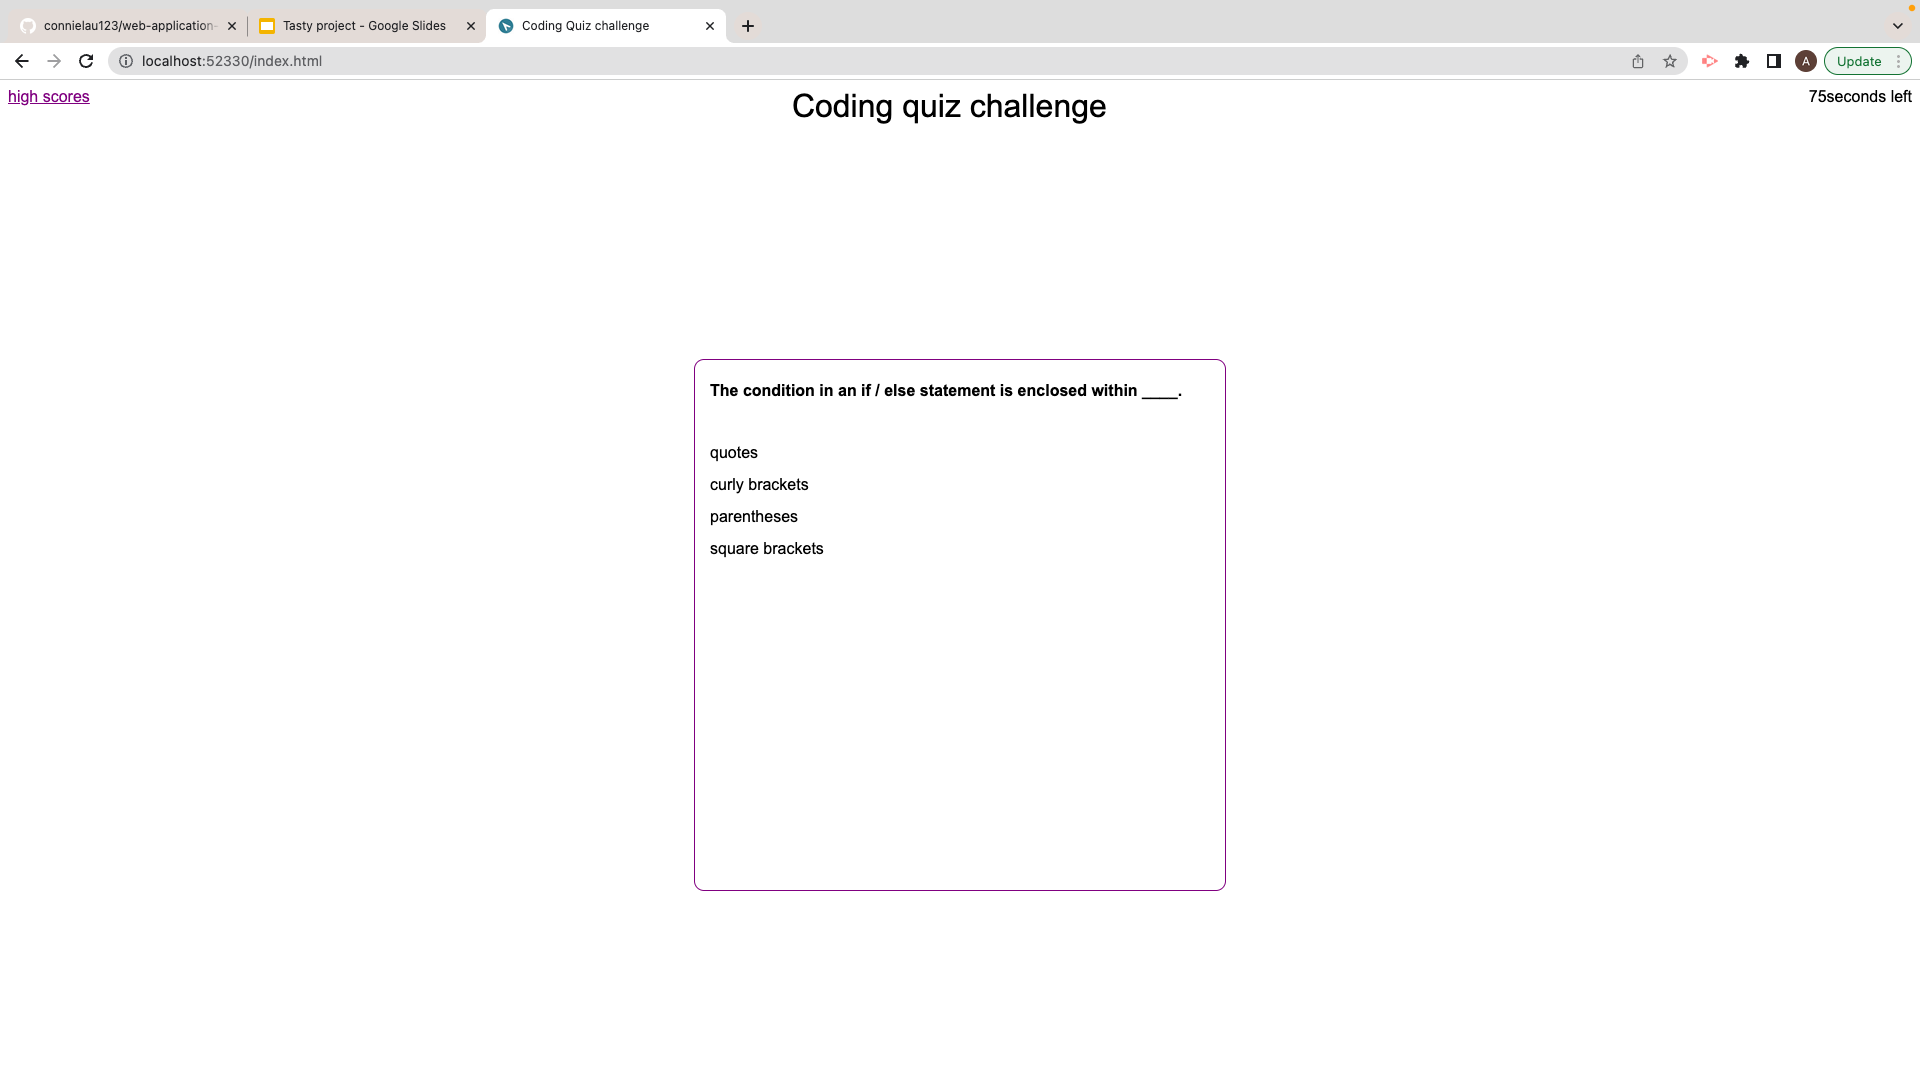 connielau123/web-application-
Tasty project - Google Slides
Coding Quiz challenge
localhost:52330/index.html
A
Update
high scores
Coding quiz challenge
75seconds left
The condition in an if / else statement is enclosed within ____.
quotes
curly brackets
parentheses
square brackets